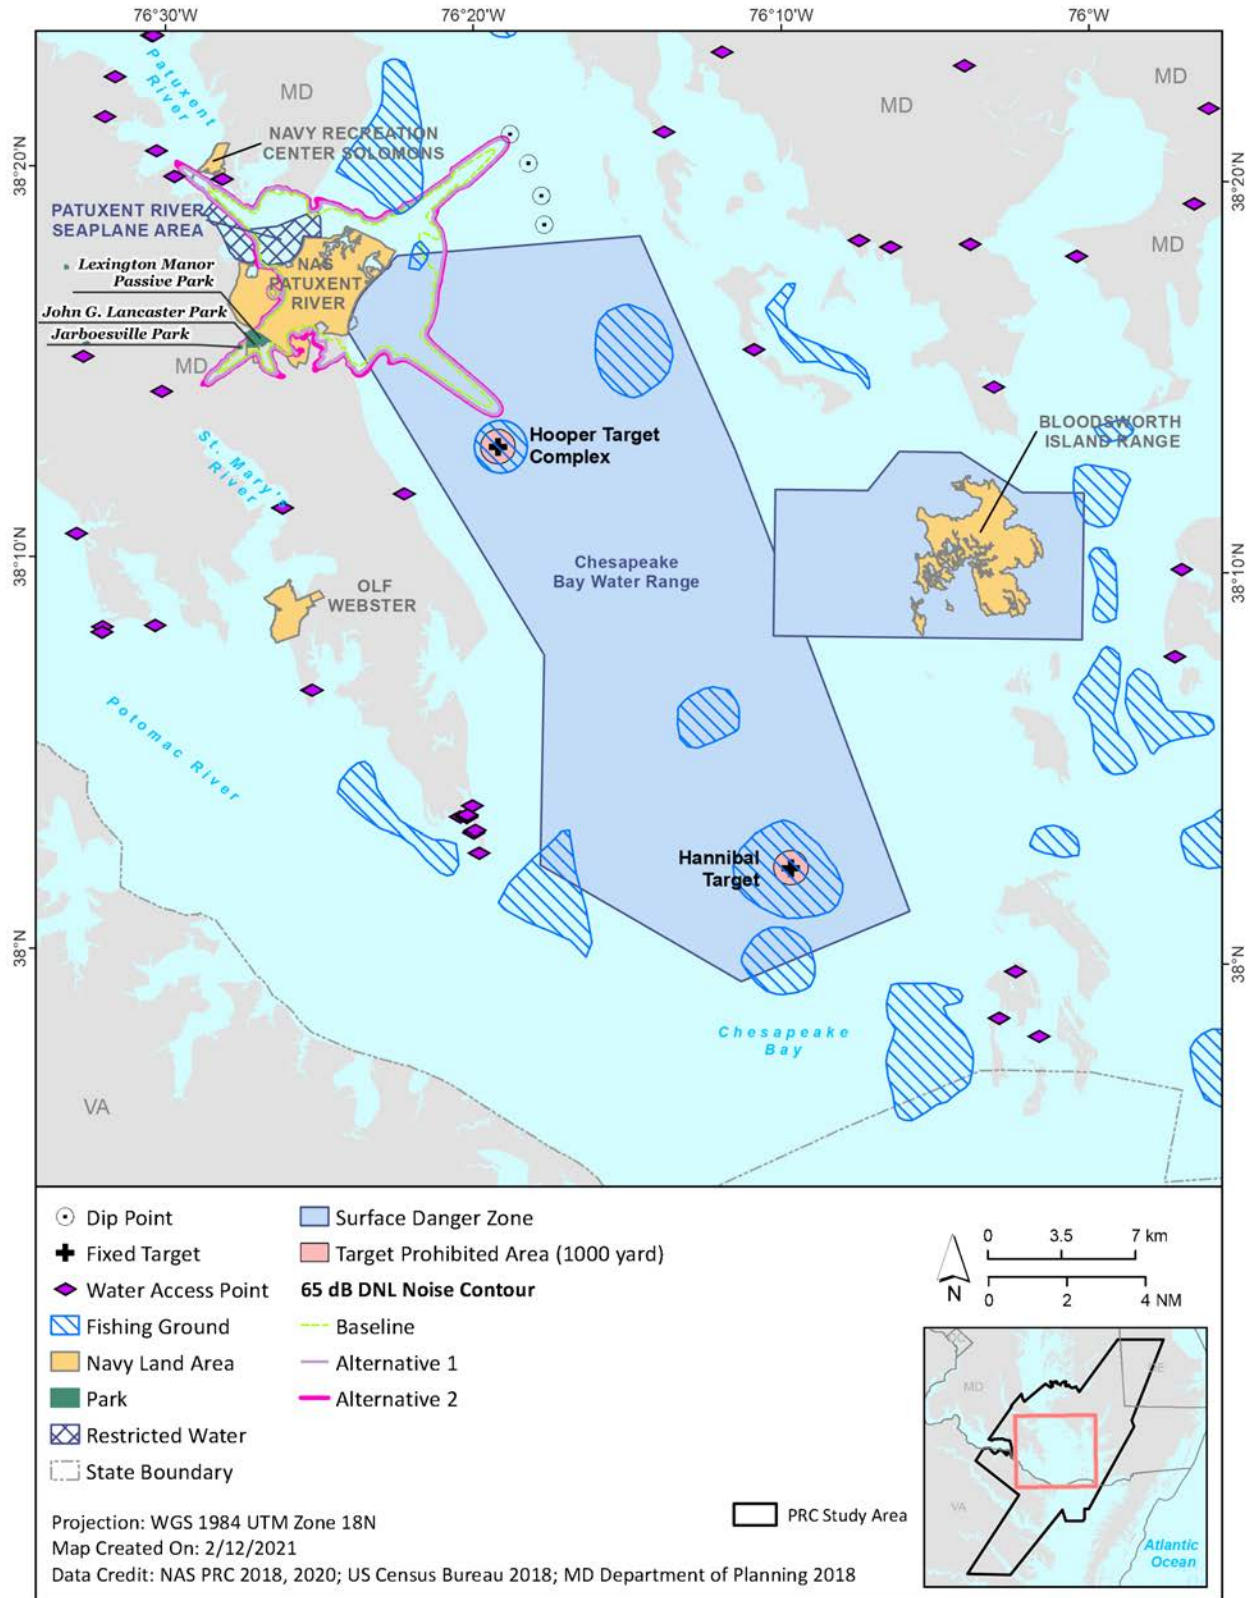 76°30'W
76°20'W
76°10'W
76°W
Patuxent
River
MD
MD
MD
NAVY RECREATION
CENTER SOLOMONS
38°20'N
38°20'N
PATUXENT RIVER
SEAPLANE AREA
MD
Lexington Manor
Passive Park
NAS
PATUXENT
RIVER
John G. Lancaster Park
Jarboesville Park
MD
BLOODSWORTH
ISLAND RANGE
Hooper Target
Complex
St. Mary's
River
38°10'N
38°10'N
Chesapeake
Bay Water Range
OLF
WEBSTER
Potomac River
Hannibal
Target
38°N
38°N
Chesapeake
Bay
VA
Dip Point
Fixed Target
Water Access Point
Fishing Ground
Navy Land Area
Park
Restricted Water
State Boundary
Surface Danger Zone
Target Prohibited Area (1000 yard)
65 dB DNL Noise Contour
Baseline
Alternative 1
Alternative 2
N
0 3.5 7 km
0 2 4 NM
DC
MD
DE
VA
Atlantic
Ocean
PRC Study Area
Projection: WGS 1984 UTM Zone 18N
Map Created On: 2/12/2021
Data Credit: NAS PRC 2018, 2020; US Census Bureau 2018; MD Department of Planning 2018